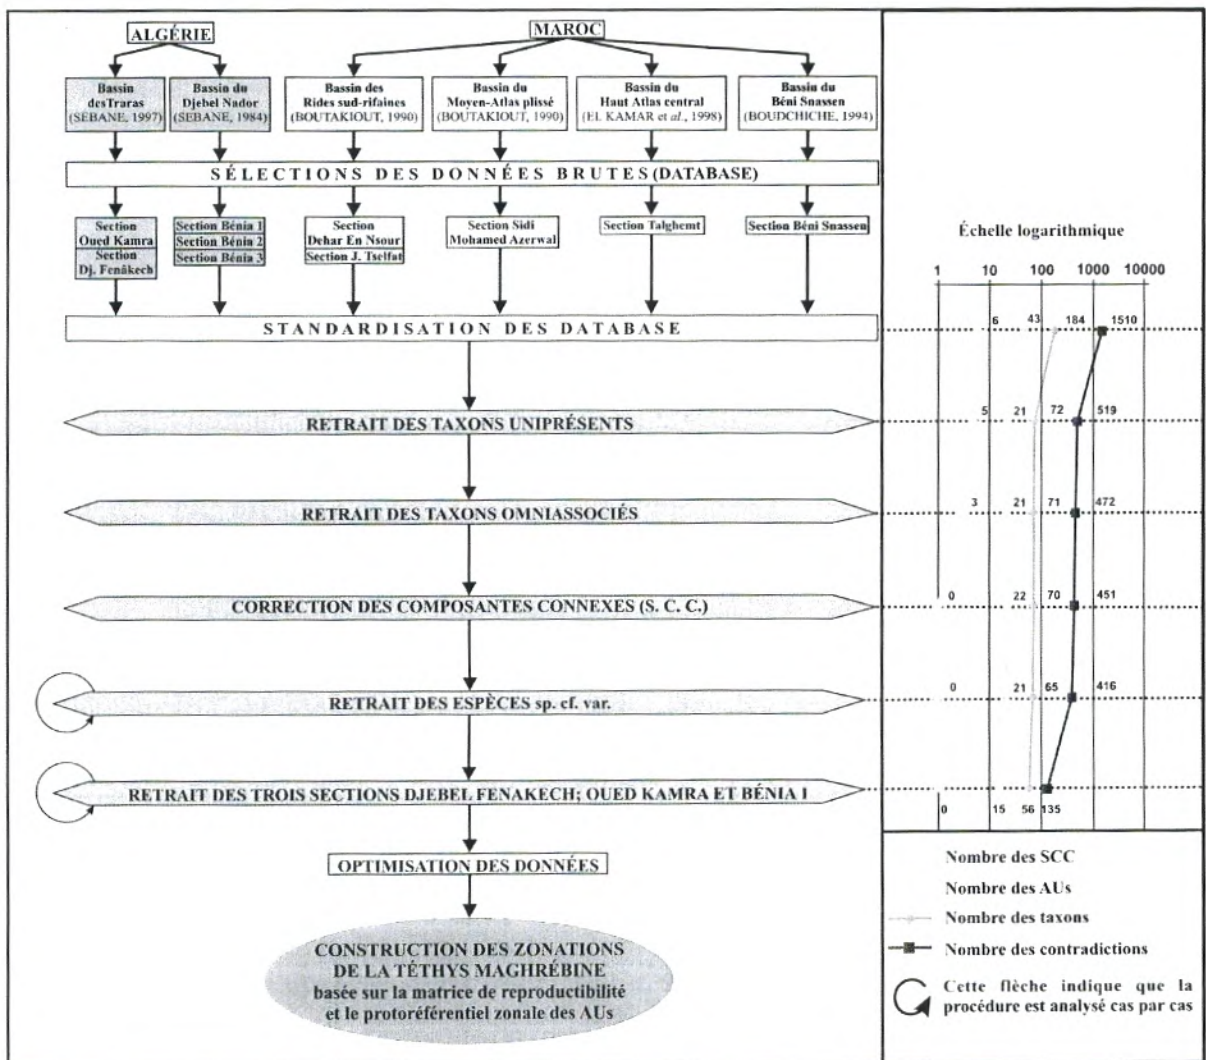 ALGÉRIE
MAROC
Bassin
desTraras
(SEBANE, 1997)
Bassin du
Djebel Nador
(SEBANE, 1984)
Bassin des
Rides sud-rifaines
(BOUTAKIOUT, 1990)
Bassin du
Moyen-Atlas plissé
(BOUTAKIOUT, 1990)
Bassin du
Haut Atlas central
(EL KAMAR et al., 1998)
Bassin du
Béni Snassen
(BOUDCHICHE, 1994)
SÉLECTIONS DES DONNÉES BRUTES (DATABASE)
Section
Oued Kamra
Section
Dj. Fenâkech
Section Bénia 1
Section Bénia 2
Section Bénia 3
Section
Dehar En Nsour
Section J. Tselfat
Section Sidi
Mohamed Azerwal
Section Talghemt
Section Béni Snassen
STANDARDISATION DES DATABASE
RETRAIT DES TAXONS UNIPRÉSENTS
RETRAIT DES TAXONS OMNIASSOCIÉS
CORRECTION DES COMPOSANTES CONNEXES (S. C. C.)
RETRAIT DES ESPÈCES sp. cf. var.
RETRAIT DES TROIS SECTIONS DJEBEL FENAKECH; OUED KAMRA ET BÉNIA I
OPTIMISATION DES DONNÉES
CONSTRUCTION DES ZONATIONS
DE LA TÉTHYS MAGHRÉBINE
basée sur la matrice de reproductibilité
et le protoréférentiel zonale des AUs
Échelle logarithmique
1 10 100 1000 10000
6 43 184 1510
5 21 72 519
3 21 71 472
0 22 70 451
0 21 65 416
0 15 56 135
Nombre des SCC
Nombre des AUs
Nombre des taxons
Nombre des contradictions
Cette flèche indique que la
procédure est analysé cas par cas